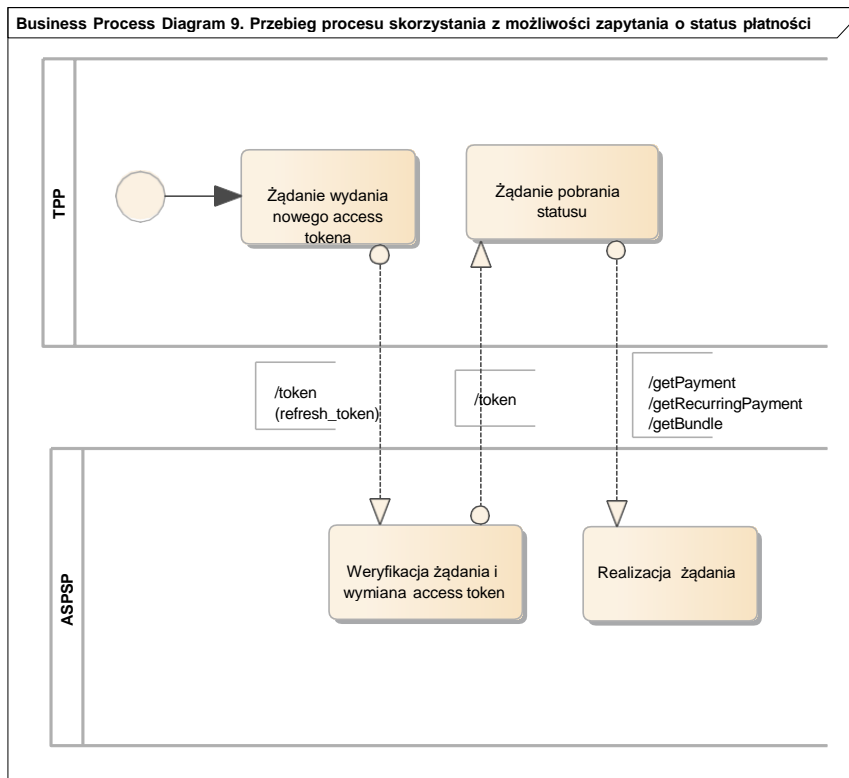 Business Process Diagram 9. Przebieg procesu skorzystania z możliwości zapytania o status płatności
TPP
Żądanie wydania
nowego access
tokena
Żądanie pobrania
statusu
/token
(refresh_token)
/token
/getPayment
/getRecurringPayment
/getBundle
ASPSP
Weryfikacja żądania i
wymiana access token
Realizacja żądania